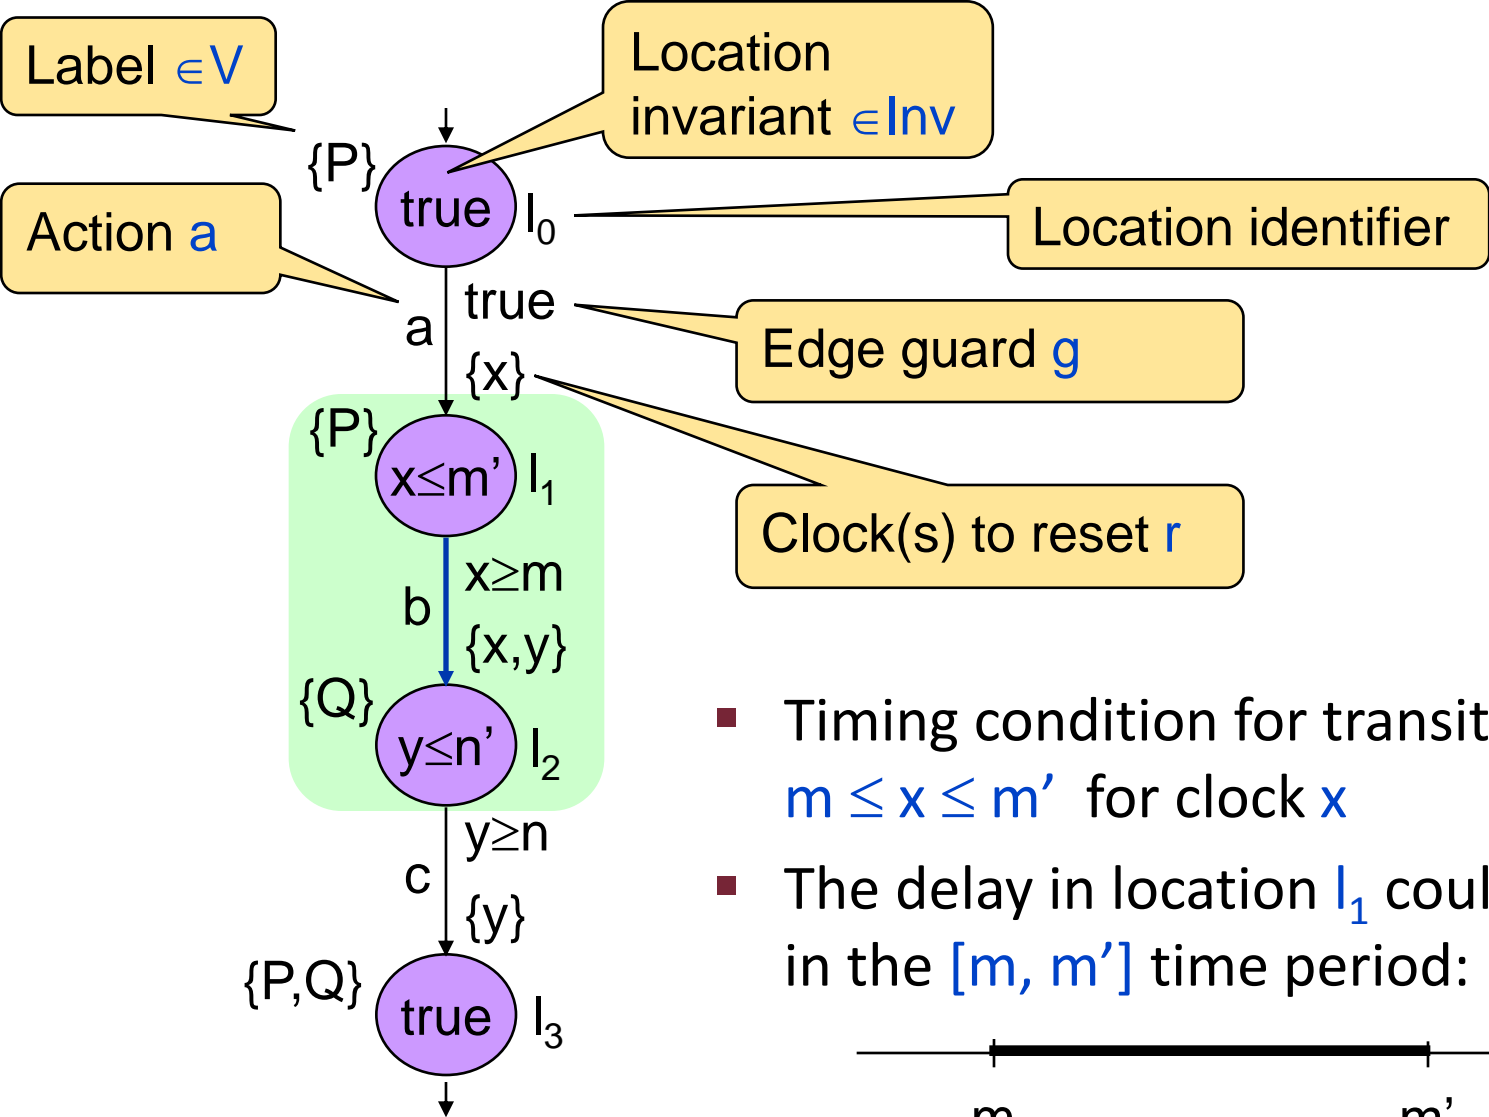 Label ∈V
Location
invariant ∈Inv
{P}
true l₀
Action a
Location identifier
true
a
Edge guard g
{x}
{P}
x≤m’ l₁
Clock(s) to reset r
x≥m
b
{x,y}
{Q}
y≤n’ l₂
▪ Timing condition for transit
m ≤ x ≤ m’ for clock x
y≥n
c
▪ The delay in location l₁ coul
{y}
in the [m, m’] time period:
{P,Q}
true l₃
m m’